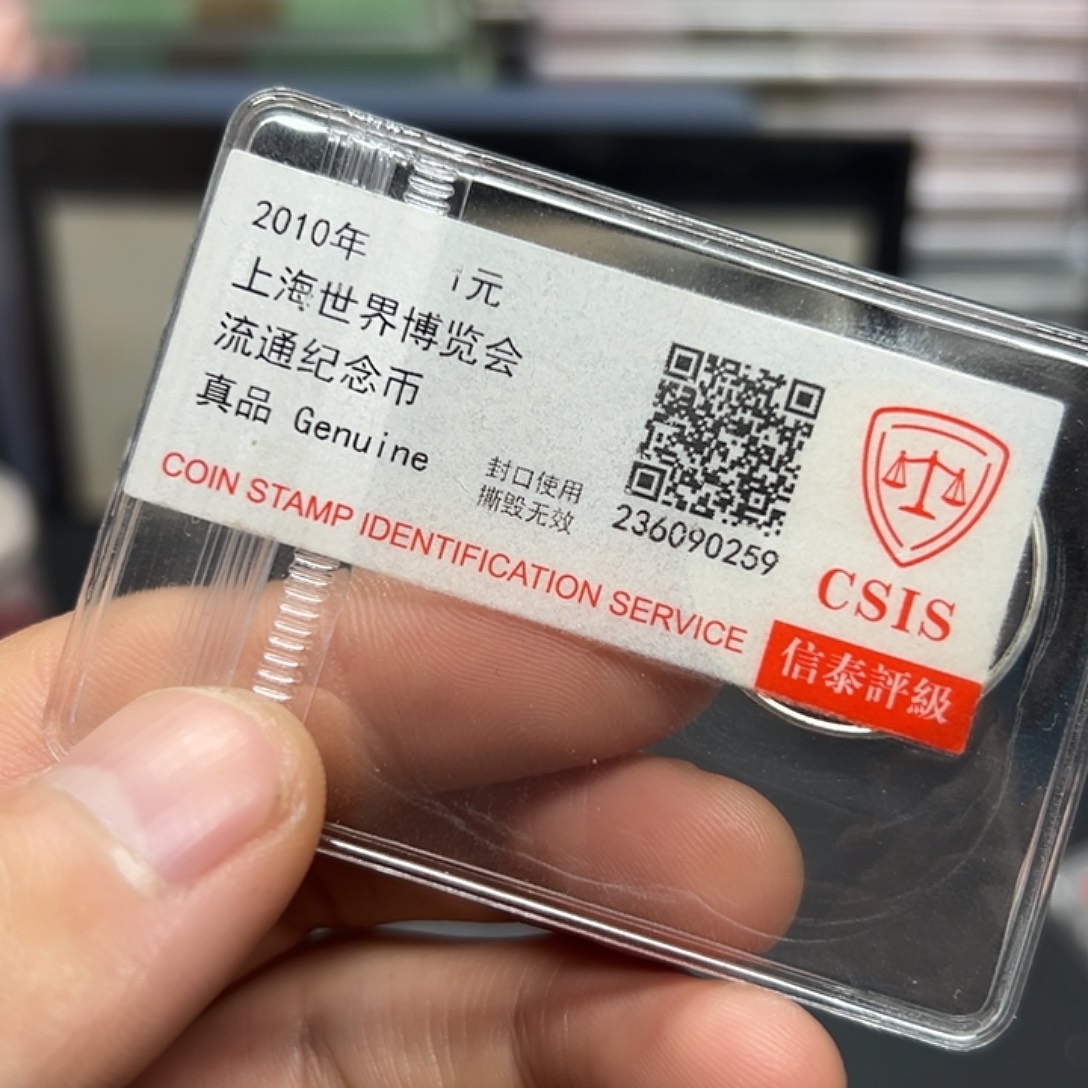 2010年 1元
上海世界博览会
流通纪念币
真品 Genuine
封口使用
撕毁无效
236090259
COIN STAMP IDENTIFICATION SERVICE
CSIS
信泰評級